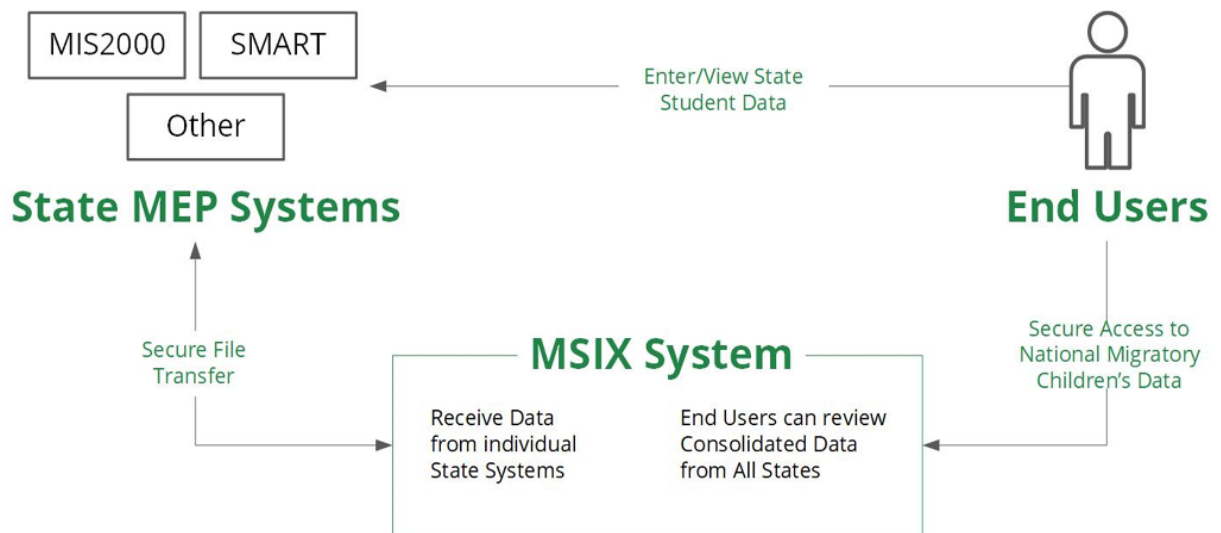 MIS2000
SMART
Other
State MEP Systems
Enter/View State
Student Data
End Users
Secure File
Transfer
MSIX System
Receive Data
from individual
State Systems
End Users can review
Consolidated Data
from All States
Secure Access to
National Migratory
Children's Data